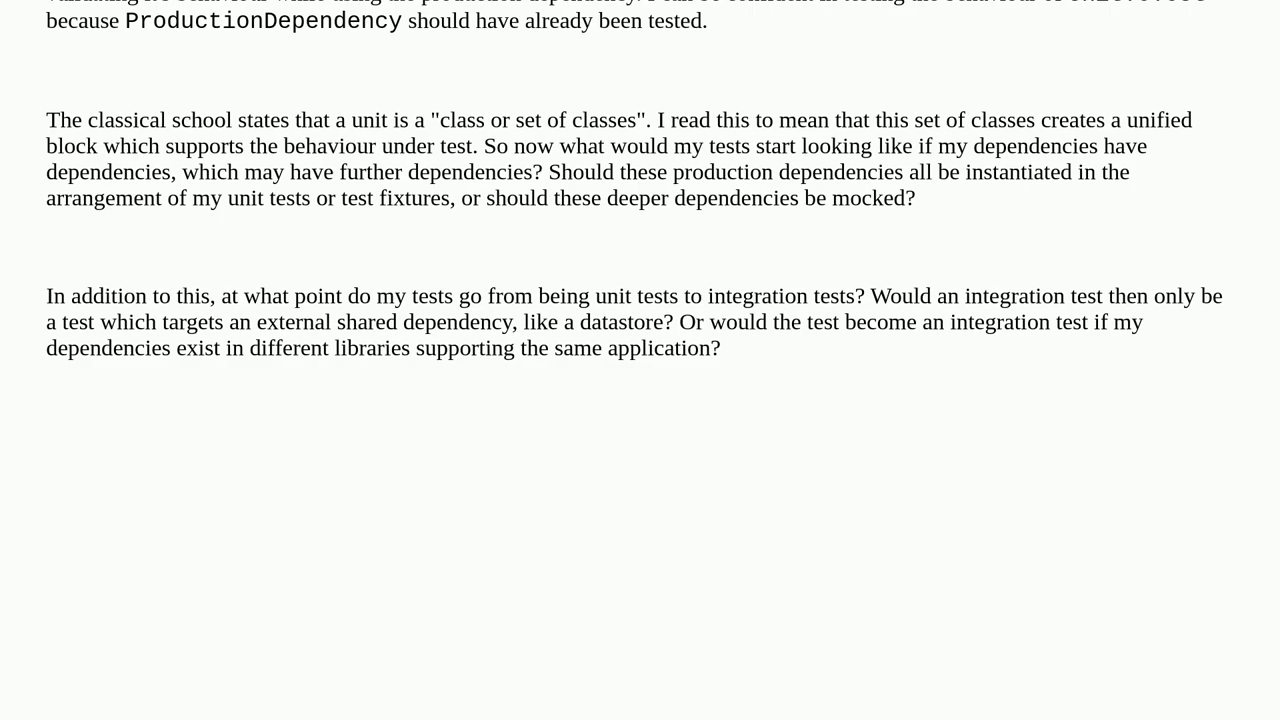 because ProductionDependency should have already been tested.
The classical school states that a unit is a "class or set of classes". I read this to mean that this set of classes creates a unified
block which supports the behaviour under test. So now what would my tests start looking like if my dependencies have
dependencies, which may have further dependencies? Should these production dependencies all be instantiated in the
arrangement of my unit tests or test fixtures, or should these deeper dependencies be mocked?
In addition to this, at what point do my tests go from being unit tests to integration tests? Would an integration test then only be
a test which targets an external shared dependency, like a datastore? Or would the test become an integration test if my
dependencies exist in different libraries supporting the same application?